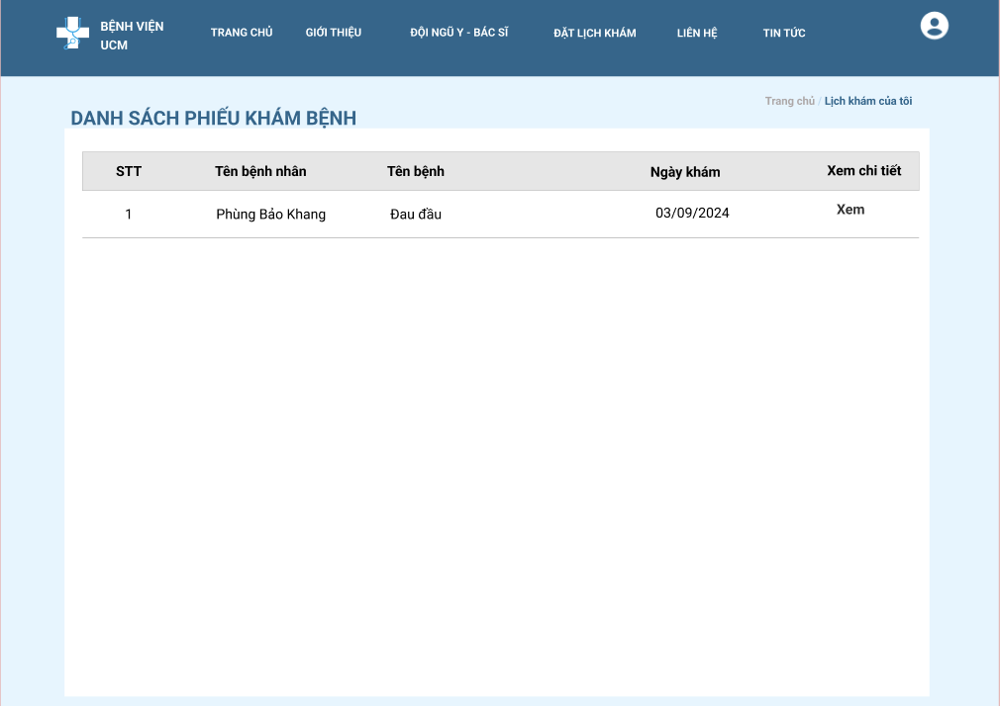 BỆNH VIỆN
UCM
TRANG CHỦ GIỚI THIỆU ĐỘI NGŨ Y - BÁC SĨ ĐẶT LỊCH KHÁM LIÊN HỆ TIN TỨC
Trang chủ / Lịch khám của tôi
DANH SÁCH PHIẾU KHÁM BỆNH
STT Tên bệnh nhân Tên bệnh Ngày khám Xem chi tiết
1 Phùng Bảo Khang Đau đầu 03/09/2024 Xem